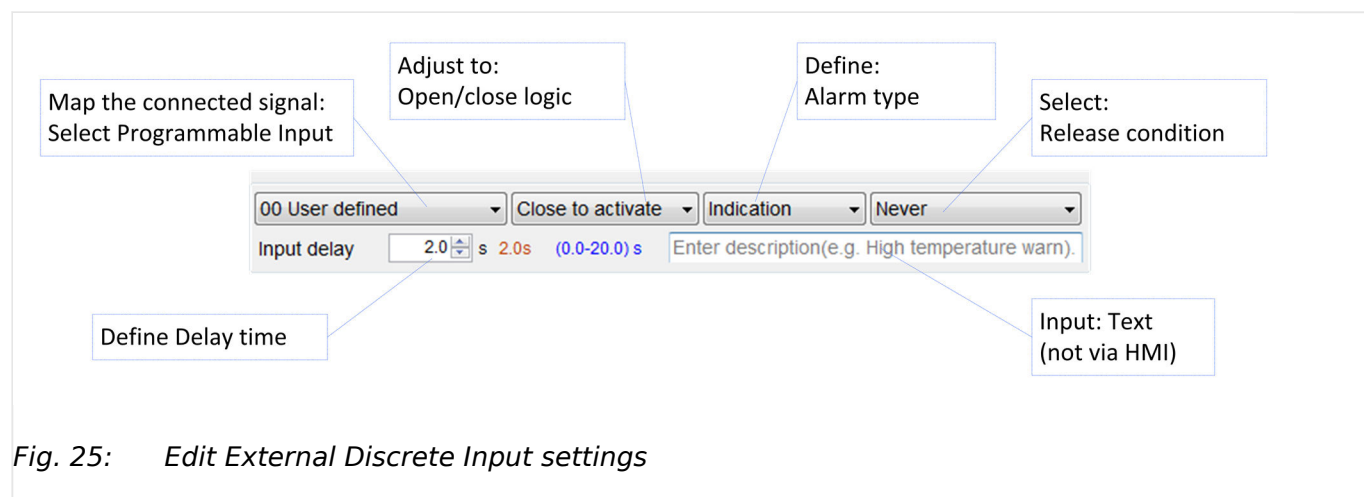 Adjust to:
Open/close logic
Define:
Alarm type
Map the connected signal:
Select Programmable Input
Select:
Release condition
00 User defined Close to activate Indication Never
Input delay 2.0 s 2.0s (0.0-20.0) s Enter description(e.g. High temperature warn).
Define Delay time
Input: Text
(not via HMI)
Fig. 25: Edit External Discrete Input settings